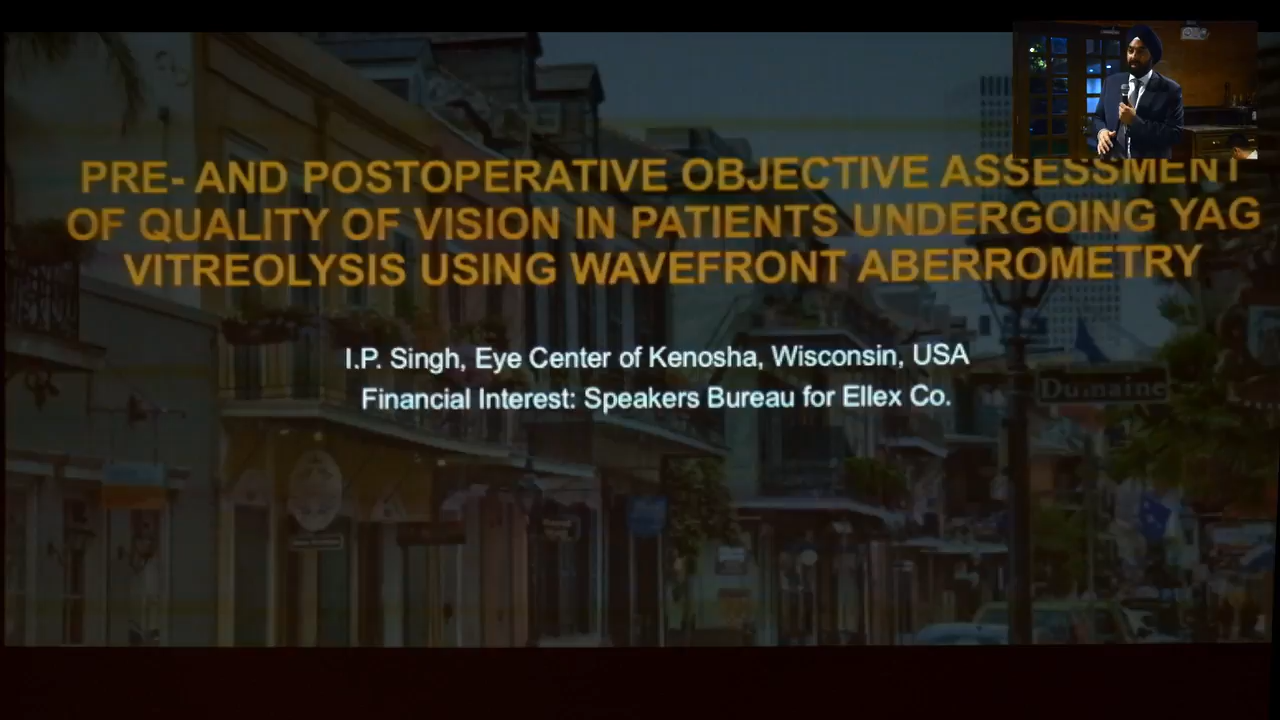 PRE- AND POSTOPERATIVE OBJECTIVE ASSESSMENT
OF QUALITY OF VISION IN PATIENTS UNDERGOING YAG
VITREOLYSIS USING WAVEFRONT ABERROMETRY
I.P. Singh, Eye Center of Kenosha, Wisconsin, USA
Financial Interest: Speakers Bureau for Ellex Co.
Dumaine